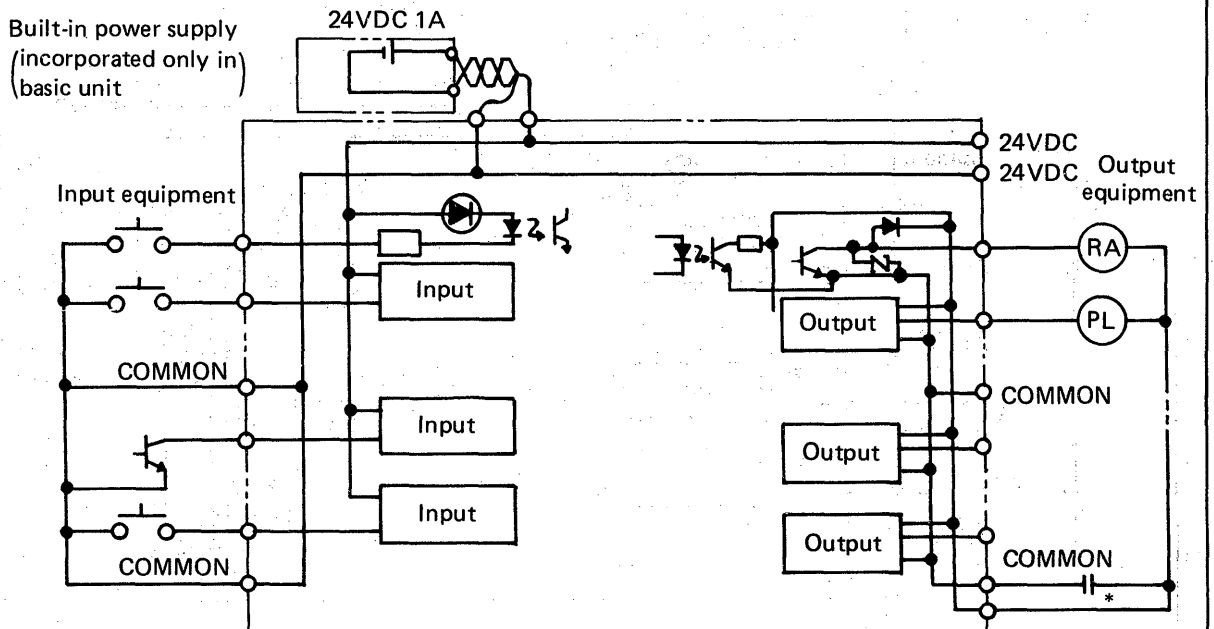 Built-in power supply
(incorporated only in
basic unit)
24VDC 1A
24VDC
24VDC
Output
equipment
Input equipment
RA
Input
Output
PL
COMMON
COMMON
Input
Output
Input
Output
COMMON
COMMON
*